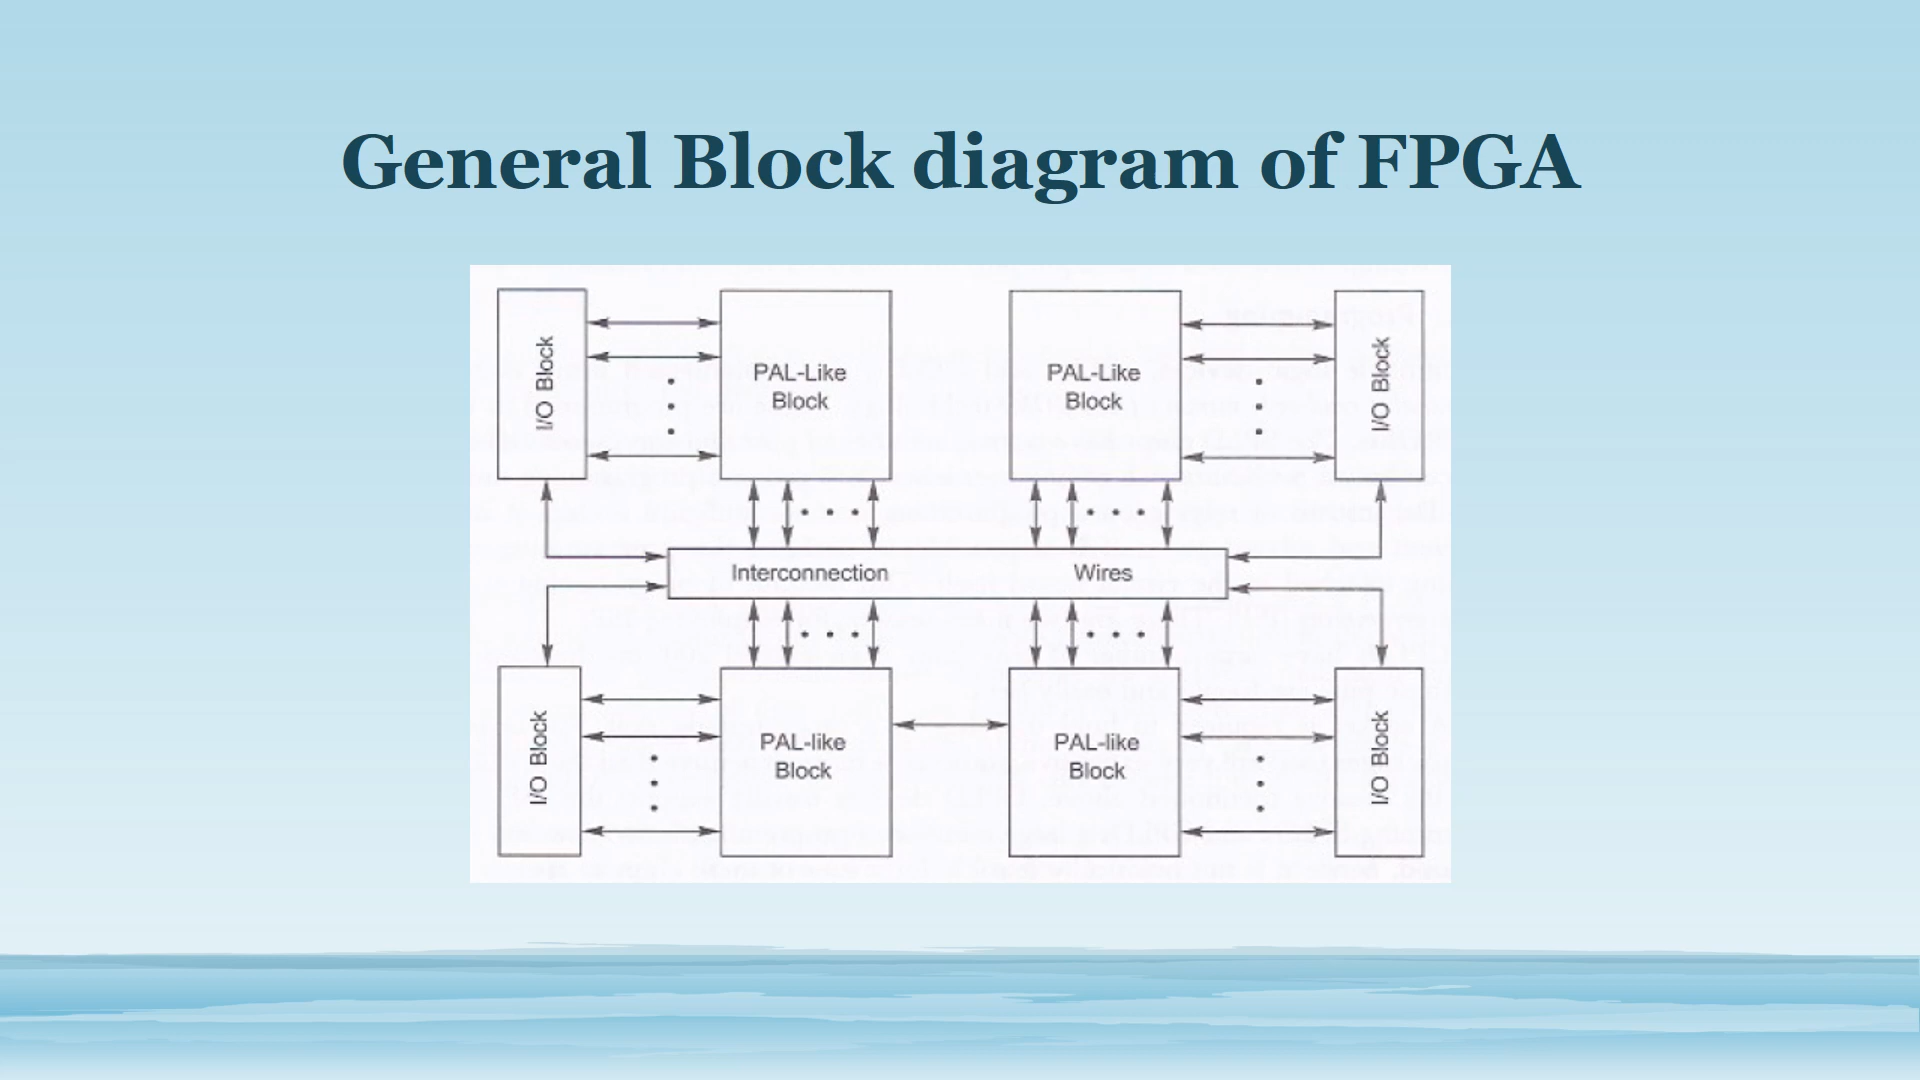 General Block diagram of FPGA
I/O Block
PAL-Like
Block
PAL-Like
Block
I/O Block
Interconnection Wires
I/O Block
PAL-like
Block
PAL-like
Block
I/O Block